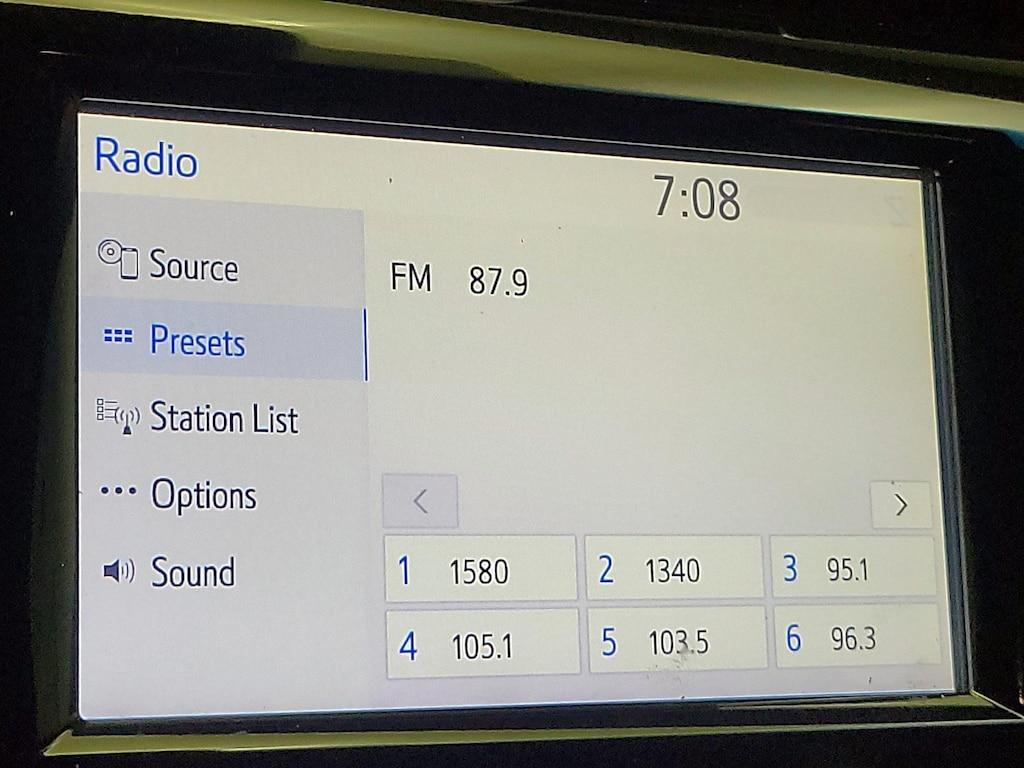 Radio
7:08
Source
Presets
Station List
Options
Sound
FM 87.9
<
>
1 1580
2 1340
3 95.1
4 105.1
5 103.5
6 96.3